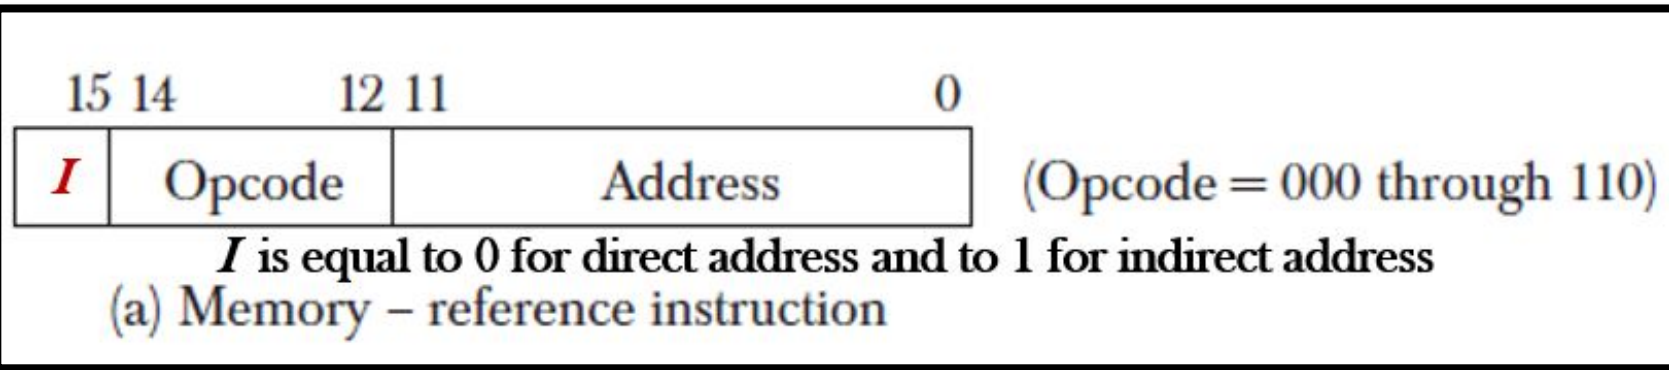 15 14 12 11 0
I Opcode Address (Opcode = 000 through 110)
I is equal to 0 for direct address and to 1 for indirect address
(a) Memory – reference instruction